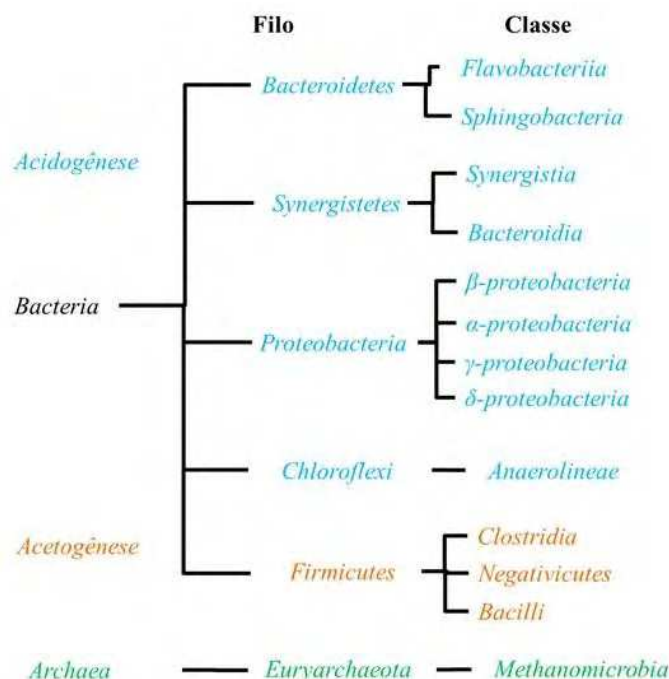 Filo Classe
Bacteroidetes Flavobacteriia
Sphingobacteria
Acidogênese
Synergistetes Synergistia
Bacteroidia
Bacteria
Proteobacteria β-proteobacteria
α-proteobacteria
γ-proteobacteria
δ-proteobacteria
Chloroflexi Anaerolineae
Acetogênese
Firmicutes Clostridia
Negativicutes
Bacilli
Archaea Euryarchaeota Methanomicrobia